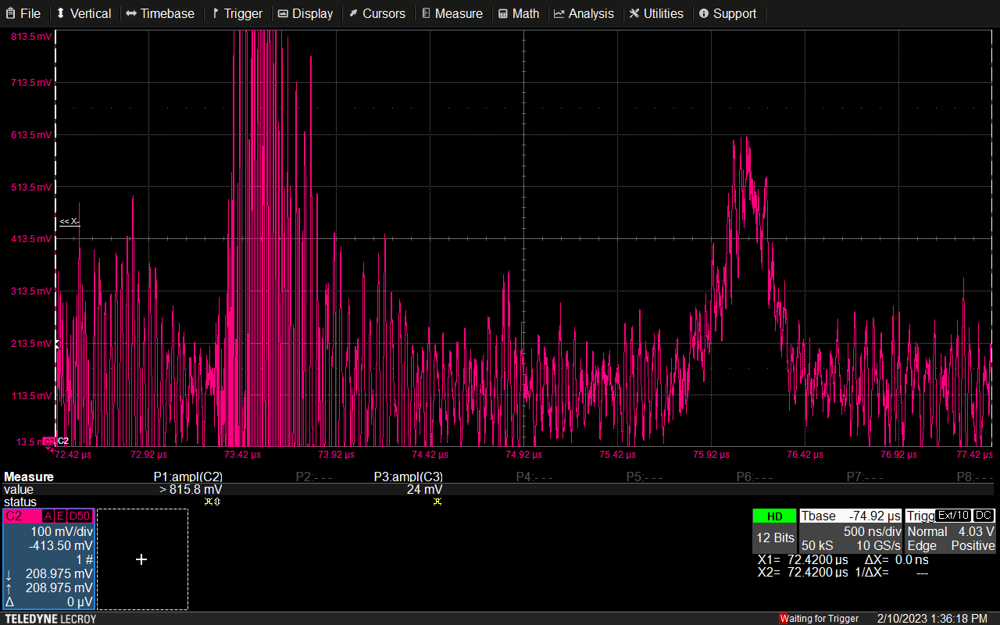 File Vertical Timebase Trigger Display Cursors Measure Math Analysis Utilities Support
813.5 mV
713.5 mV
613.5 mV
513.5 mV
<< X-
413.5 mV
313.5 mV
213.5 mV
113.5 mV
13.5 m C2 C2
72.42 µs 72.92 µs 73.42 µs 73.92 µs 74.42 µs 74.92 µs 75.42 µs 75.92 µs 76.42 µs 76.92 µs 77.42 µs
Measure P1:ampl(C2) P2:- - - P3:ampl(C3) P4:- - - P5:- - - P6:- - - P7:- - - P8:- - -
value > 815.8 mV 24 mV
status
C2 A E D50
100 mV/div
-413.50 mV
1 #
↓ 208.975 mV
↑ 208.975 mV
Δ 0 µV
+
HD
12 Bits
Tbase -74.92 µs
500 ns/div
50 kS 10 GS/s
Trigg Ext/10 DC
Normal 4.03 V
Edge Positive
X1= 72.4200 µs ΔX= 0.0 ns
X2= 72.4200 µs 1/ΔX= ---
TELEDYNE LECROY Waiting for Trigger 2/10/2023 1:36:18 PM